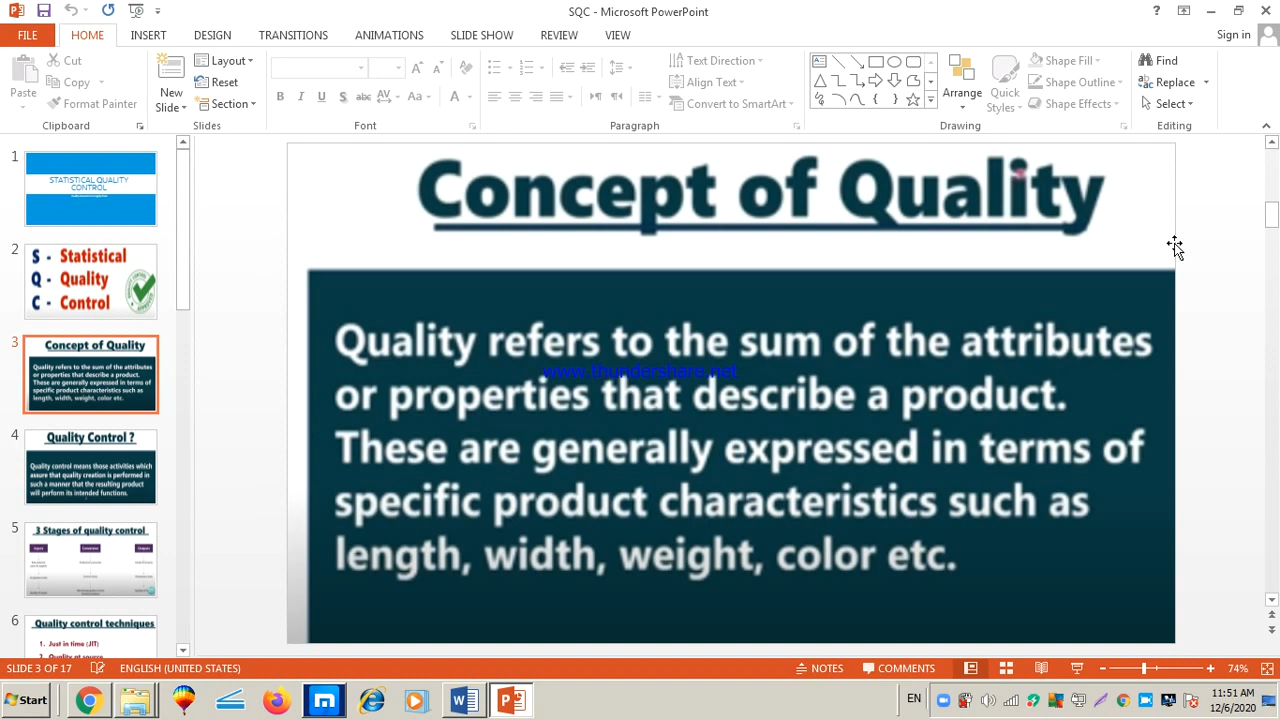 SQC - Microsoft PowerPoint
FILE HOME INSERT DESIGN TRANSITIONS ANIMATIONS SLIDE SHOW REVIEW VIEW Sign in
Paste
Cut
Copy
Format Painter
Clipboard
New Slide
Layout
Reset
Section
Slides
B I U S abc AV Aa A
Font
Text Direction
Align Text
Convert to SmartArt
Paragraph
Arrange
Quick Styles
Shape Fill
Shape Outline
Shape Effects
Drawing
Find
Replace
Select
Editing
1
STATISTICAL QUALITY
CONTROL
2
S - Statistical
Q - Quality
C - Control
3
Concept of Quality
Quality refers to the sum of the attributes
or properties that describe a product.
These are generally expressed in terms of
specific product characteristics such as
length, width, weight, color etc.
4
Quality Control ?
Quality control means those activities which
assure that quality creation is performed in
such a manner that the resulting product
will perform its intended functions.
5
3 Stages of quality control
6
Quality control techniques
1. Just in time (JIT)
Concept of Quality
Quality refers to the sum of the attributes
www.thundershare.net
or properties that describe a product.
These are generally expressed in terms of
specific product characteristics such as
length, width, weigh, color etc.
SLIDE 3 OF 17 ENGLISH (UNITED STATES) NOTES COMMENTS 74%
Start EN 11:51 AM
12/6/2020